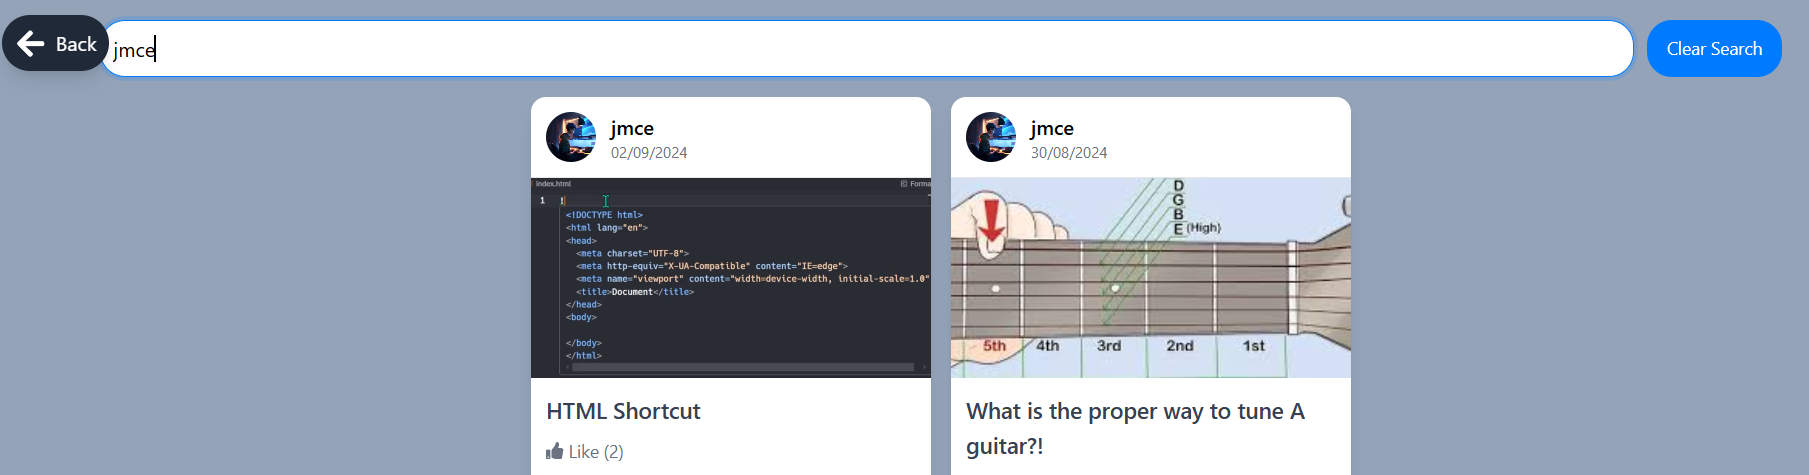 Back
jmce
Clear Search
jmce
02/09/2024
index.html
Forma
1 !
<!DOCTYPE html>
<html lang="en">
<head>
<meta charset="UTF-8">
<meta http-equiv="X-UA-Compatible" content="IE=edge">
<meta name="viewport" content="width=device-width, initial-scale=1.0"
<title>Document</title>
</head>
<body>
</body>
</html>
HTML Shortcut
Like (2)
jmce
30/08/2024
D
G
B
E (High)
5th 4th 3rd 2nd 1st
What is the proper way to tune A
guitar?!